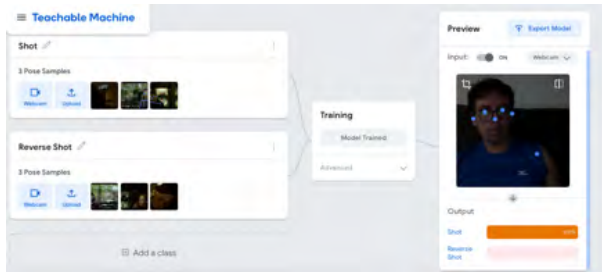 Teachable Machine
Shot
3 Pose Samples
Webcam
Upload
Reverse Shot
3 Pose Samples
Webcam
Upload
Add a class
Training
Model Trained
Advanced
Preview
Export Model
Input:
ON
Webcam
Output
Shot
Reverse
Shot